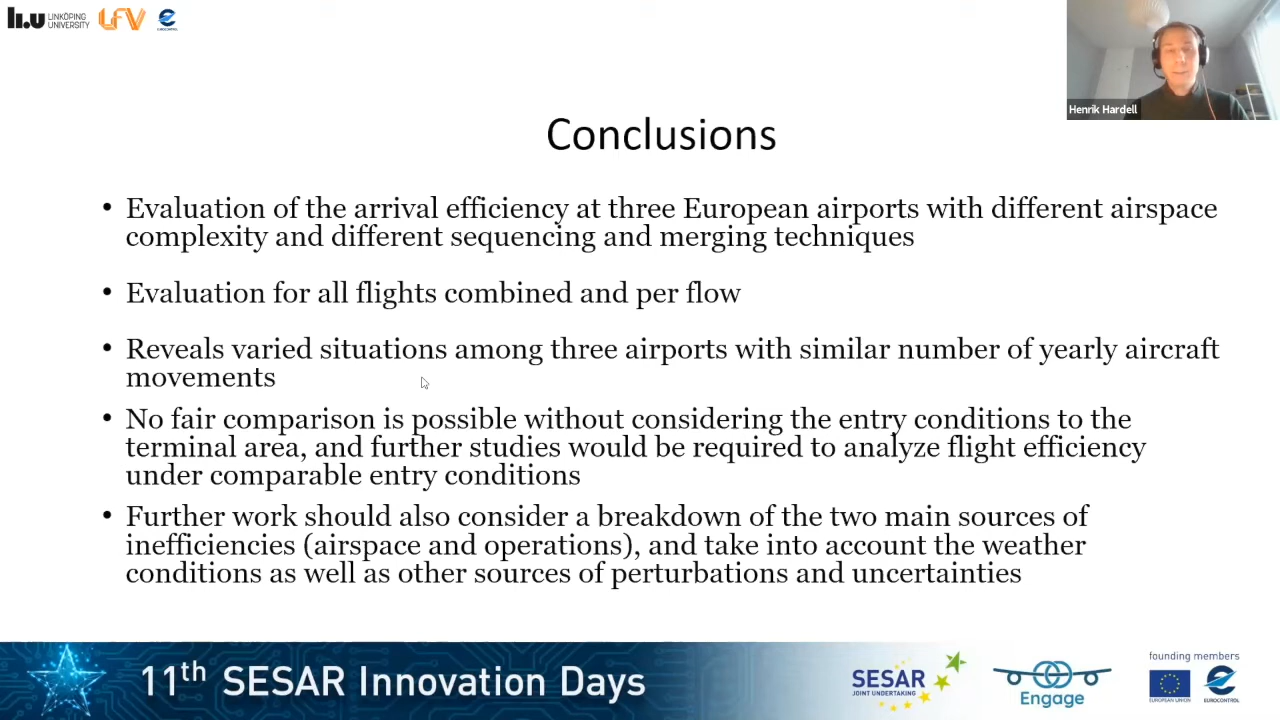 li.u LINKÖPING
UNIVERSITY
LFV
EUROCONTROL
Henrik Hardell
Conclusions
• Evaluation of the arrival efficiency at three European airports with different airspace
complexity and different sequencing and merging techniques
• Evaluation for all flights combined and per flow
• Reveals varied situations among three airports with similar number of yearly aircraft
movements
• No fair comparison is possible without considering the entry conditions to the
terminal area, and further studies would be required to analyze flight efficiency
under comparable entry conditions
• Further work should also consider a breakdown of the two main sources of
inefficiencies (airspace and operations), and take into account the weather
conditions as well as other sources of perturbations and uncertainties
11th SESAR Innovation Days
SESAR
JOINT UNDERTAKING
Engage
founding members
EUROPEAN UNION
EUROCONTROL